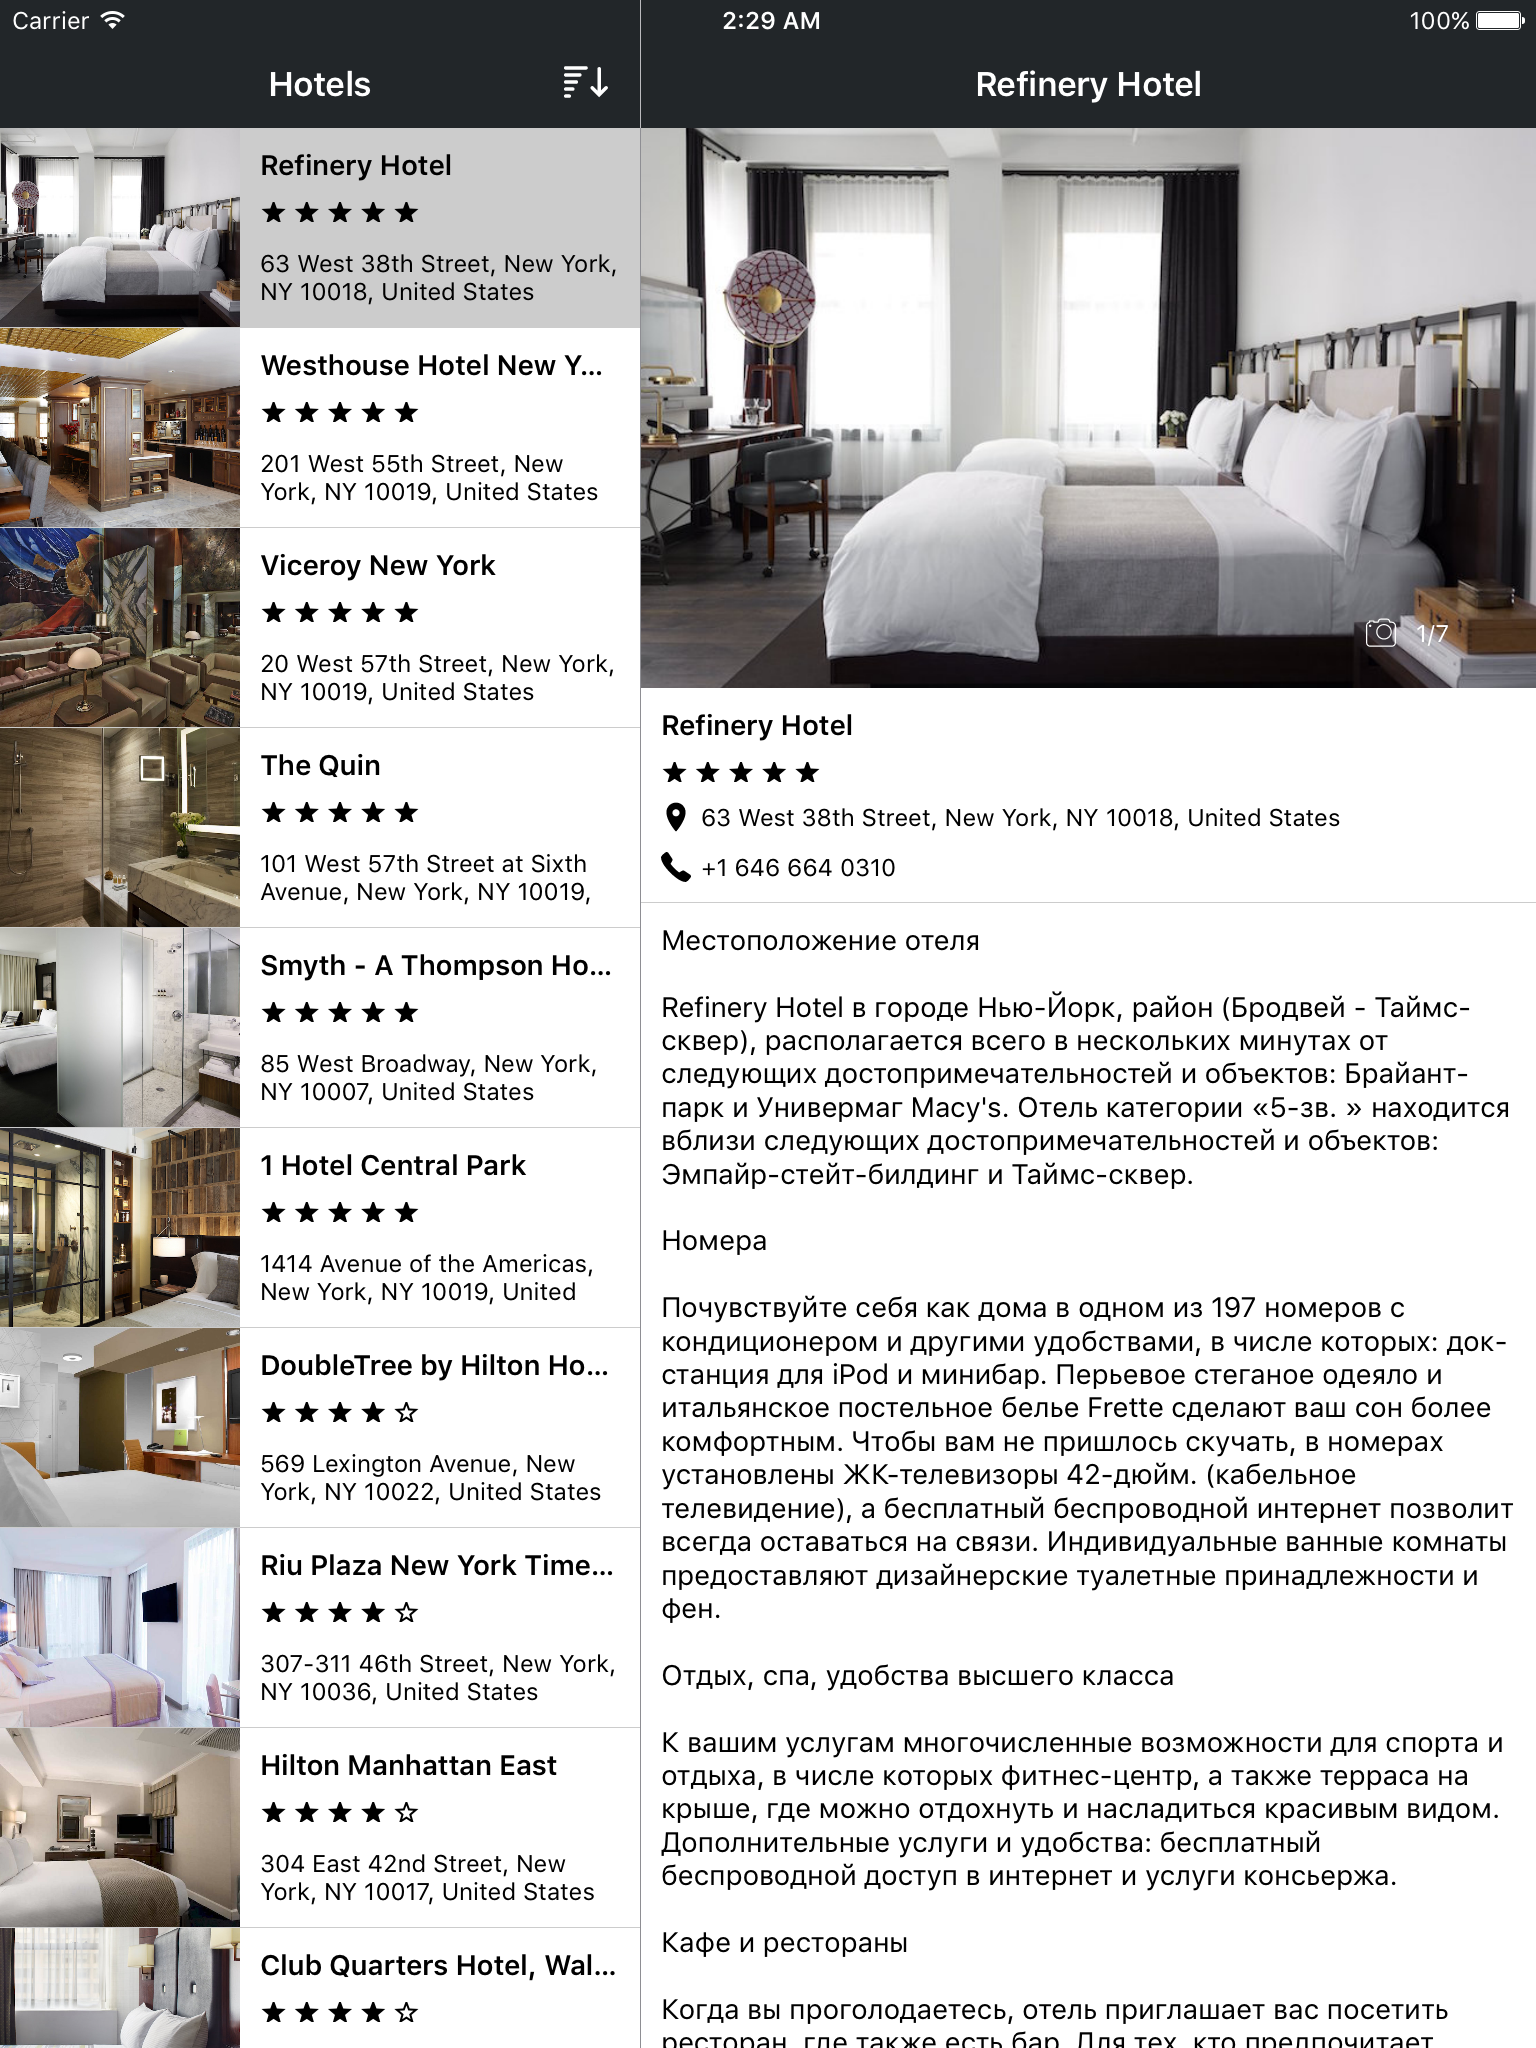 Carrier
2:29 AM
100%
Hotels
Refinery Hotel
63 West 38th Street, New York,
NY 10018, United States
Westhouse Hotel New Y...
201 West 55th Street, New
York, NY 10019, United States
Viceroy New York
20 West 57th Street, New York,
NY 10019, United States
The Quin
101 West 57th Street at Sixth
Avenue, New York, NY 10019,
Smyth - A Thompson Ho...
85 West Broadway, New York,
NY 10007, United States
1 Hotel Central Park
1414 Avenue of the Americas,
New York, NY 10019, United
DoubleTree by Hilton Ho...
569 Lexington Avenue, New
York, NY 10022, United States
Riu Plaza New York Time...
307-311 46th Street, New York,
NY 10036, United States
Hilton Manhattan East
304 East 42nd Street, New
York, NY 10017, United States
Club Quarters Hotel, Wal...
Refinery Hotel
1/7
Refinery Hotel
63 West 38th Street, New York, NY 10018, United States
+1 646 664 0310
Местоположение отеля
Refinery Hotel в городе Нью-Йорк, район (Бродвей - Таймс-
сквер), располагается всего в нескольких минутах от
следующих достопримечательностей и объектов: Брайант-
парк и Универмаг Macy's. Отель категории «5-зв. » находится
вблизи следующих достопримечательностей и объектов:
Эмпайр-стейт-билдинг и Таймс-сквер.
Номера
Почувствуйте себя как дома в одном из 197 номеров с
кондиционером и другими удобствами, в числе которых: док-
станция для iPod и минибар. Перьевое стеганое одеяло и
итальянское постельное белье Frette сделают ваш сон более
комфортным. Чтобы вам не пришлось скучать, в номерах
установлены ЖК-телевизоры 42-дюйм. (кабельное
телевидение), а бесплатный беспроводной интернет позволит
всегда оставаться на связи. Индивидуальные ванные комнаты
предоставляют дизайнерские туалетные принадлежности и
фен.
Отдых, спа, удобства высшего класса
К вашим услугам многочисленные возможности для спорта и
отдыха, в числе которых фитнес-центр, а также терраса на
крыше, где можно отдохнуть и насладиться красивым видом.
Дополнительные услуги и удобства: бесплатный
беспроводной доступ в интернет и услуги консьержа.
Кафе и рестораны
Когда вы проголодаетесь, отель приглашает вас посетить
ресторан, где также есть бар. Для тех, кто предпочитает